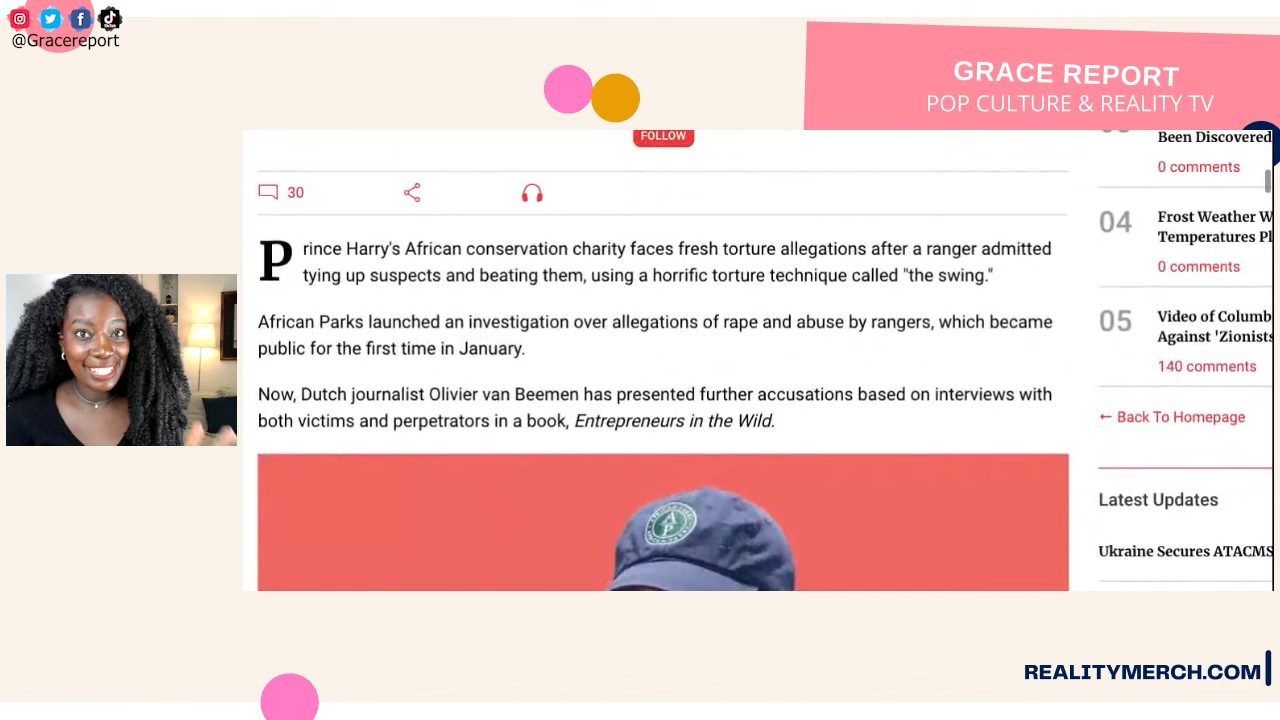 @Gracereport
GRACE REPORT
POP CULTURE & REALITY TV
FOLLOW
30
Prince Harry's African conservation charity faces fresh torture allegations after a ranger admitted
tying up suspects and beating them, using a horrific torture technique called "the swing."
African Parks launched an investigation over allegations of rape and abuse by rangers, which became
public for the first time in January.
Now, Dutch journalist Olivier van Beemen has presented further accusations based on interviews with
both victims and perpetrators in a book, Entrepreneurs in the Wild.
Been Discovered
0 comments
04
Frost Weather W
Temperatures Pl
0 comments
05
Video of Columb
Against 'Zionists
140 comments
← Back To Homepage
Latest Updates
Ukraine Secures ATACMS
REALITYMERCH.COM